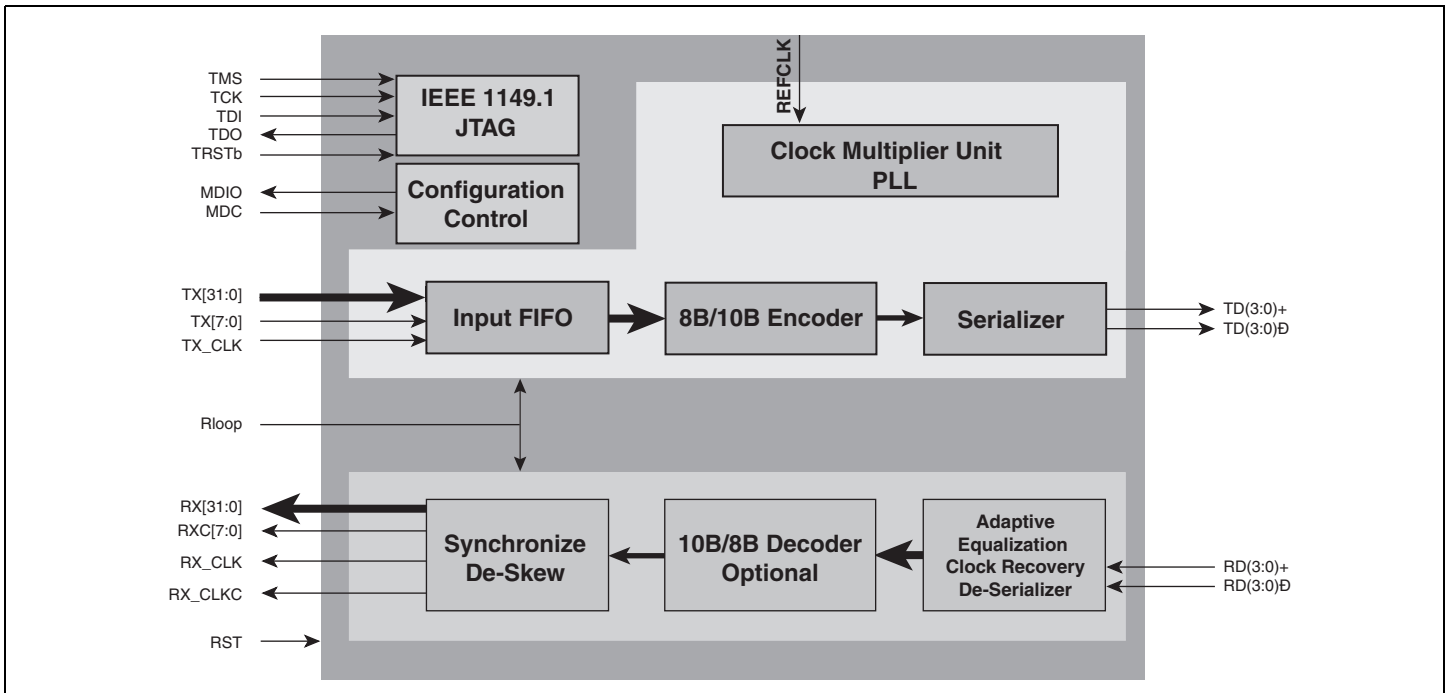 REFCLK
TMS
TCK
TDI
TDO
TRSTb
IEEE 1149.1
JTAG
Clock Multiplier Unit
PLL
MDIO
MDC
Configuration
Control
TX[31:0]
TX[7:0]
TX_CLK
Input FIFO
8B/10B Encoder
Serializer
TD(3:0)+
TD(3:0)Ð
Rloop
RX[31:0]
RXC[7:0]
RX_CLK
RX_CLKC
Synchronize
De-Skew
10B/8B Decoder
Optional
Adaptive
Equalization
Clock Recovery
De-Serializer
RD(3:0)+
RD(3:0)Ð
RST